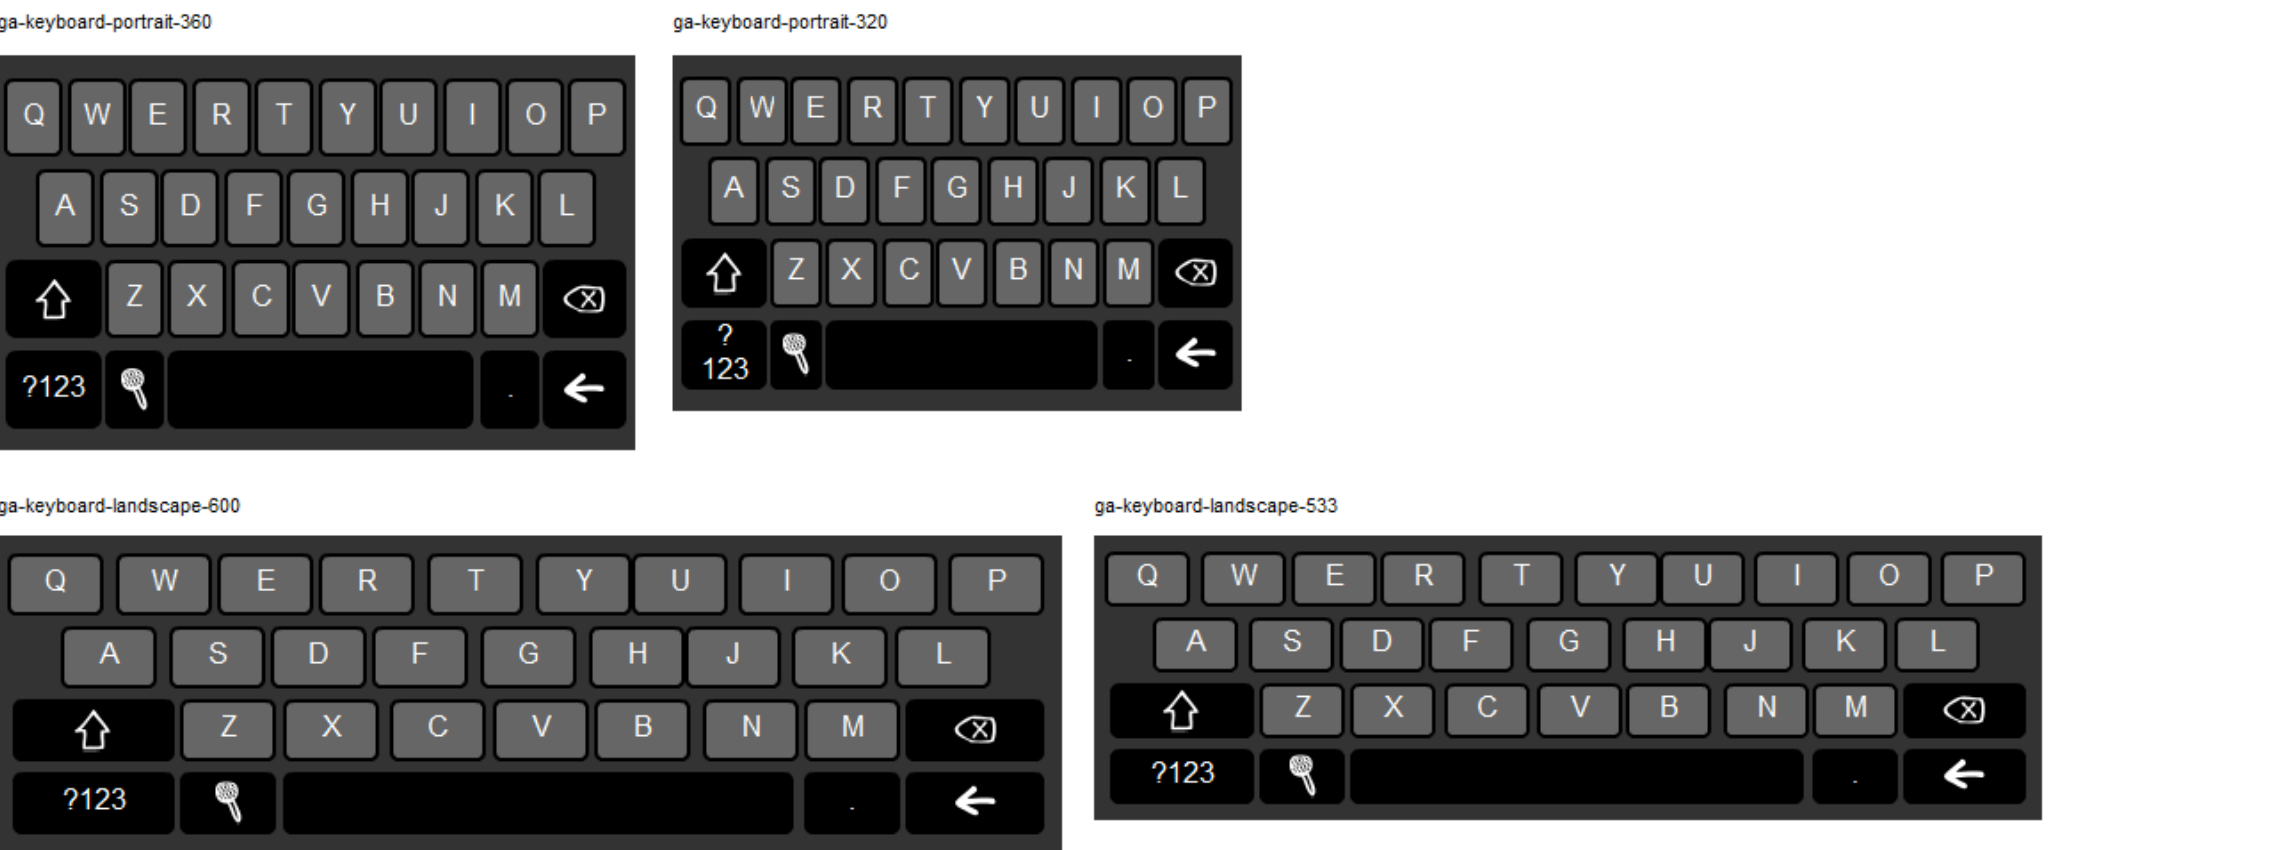 ga-keyboard-portrait-360
Q W E R T Y U I O P
A S D F G H J K L
Z X C V B N M
?123 .
ga-keyboard-portrait-320
Q W E R T Y U I O P
A S D F G H J K L
Z X C V B N M
?
123 .
ga-keyboard-landscape-600
Q W E R T Y U I O P
A S D F G H J K L
Z X C V B N M
?123 .
ga-keyboard-landscape-533
Q W E R T Y U I O P
A S D F G H J K L
Z X C V B N M
?123 .